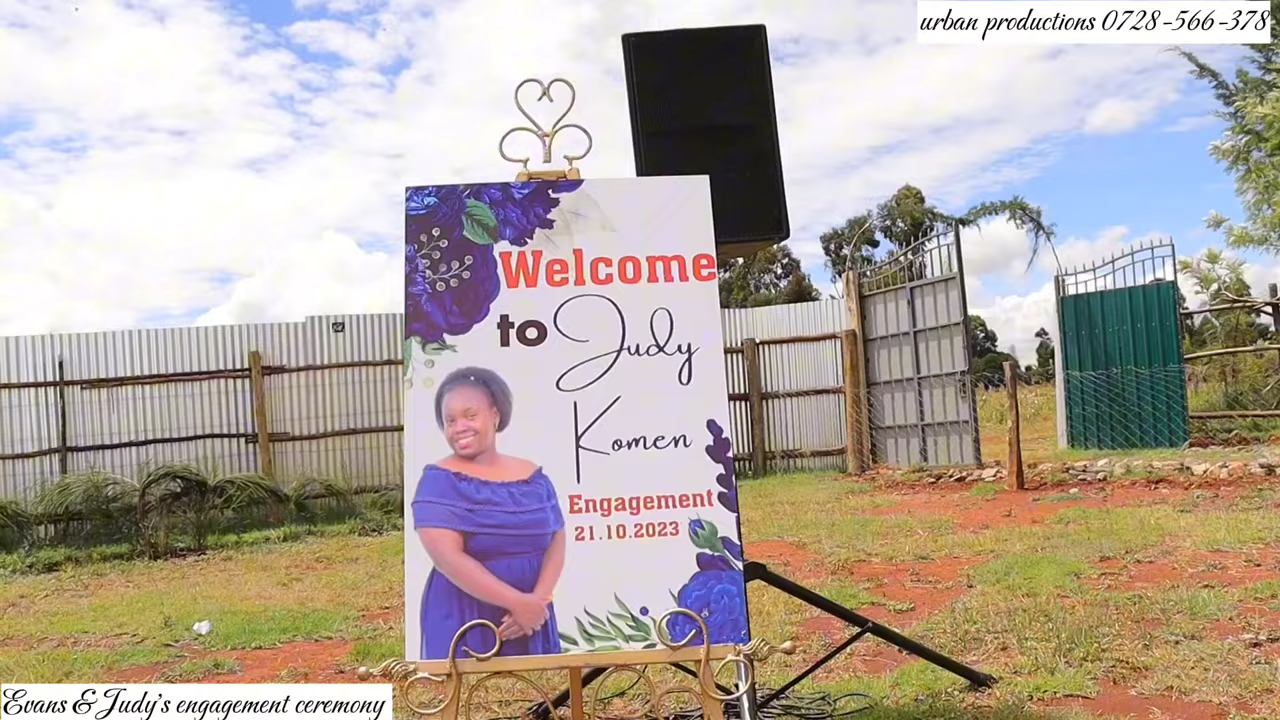 urban productions 0728-566-378
Welcome
to Judy
Komen
Engagement
21.10.2023
Evans & Judy's engagement ceremony